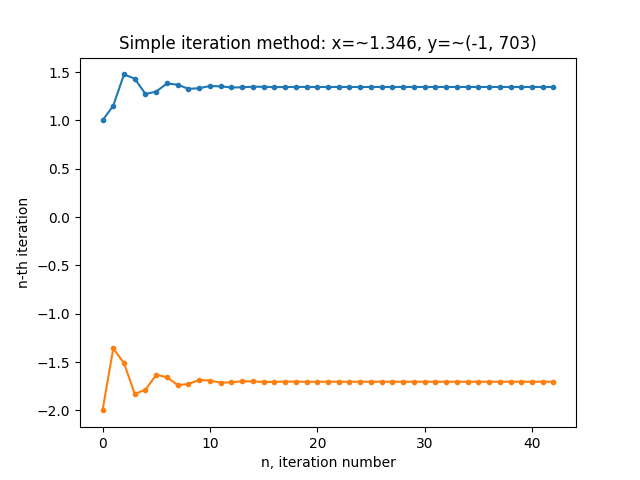 Simple iteration method: x=~1.346, y=~(-1, 703)
1.5
1.0
0.5
0.0
−0.5
−1.0
−1.5
−2.0
n-th iteration
0 10 20 30 40
n, iteration number